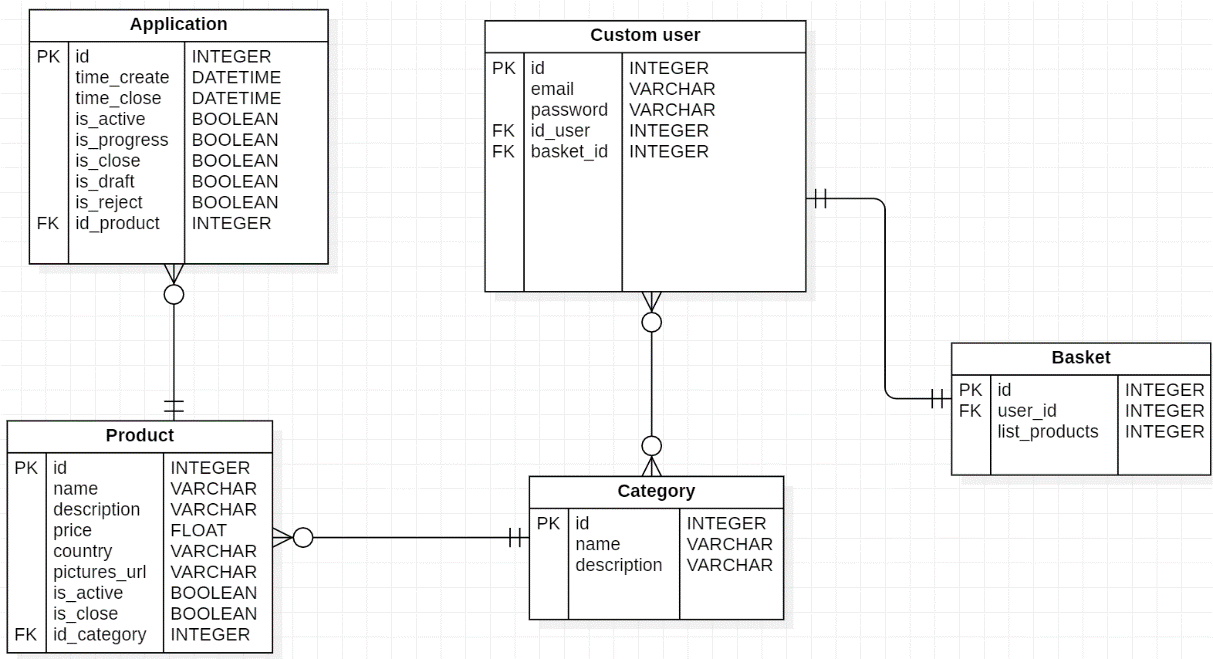 Application
PK id INTEGER
time_create DATETIME
time_close DATETIME
is_active BOOLEAN
is_progress BOOLEAN
is_close BOOLEAN
is_draft BOOLEAN
is_reject BOOLEAN
FK id_product INTEGER
Custom user
PK id INTEGER
email VARCHAR
password VARCHAR
FK id_user INTEGER
FK basket_id INTEGER
Basket
PK id INTEGER
FK user_id INTEGER
list_products INTEGER
Product
PK id INTEGER
name VARCHAR
description VARCHAR
price FLOAT
country VARCHAR
pictures_url VARCHAR
is_active BOOLEAN
is_close BOOLEAN
FK id_category INTEGER
Category
PK id INTEGER
name VARCHAR
description VARCHAR